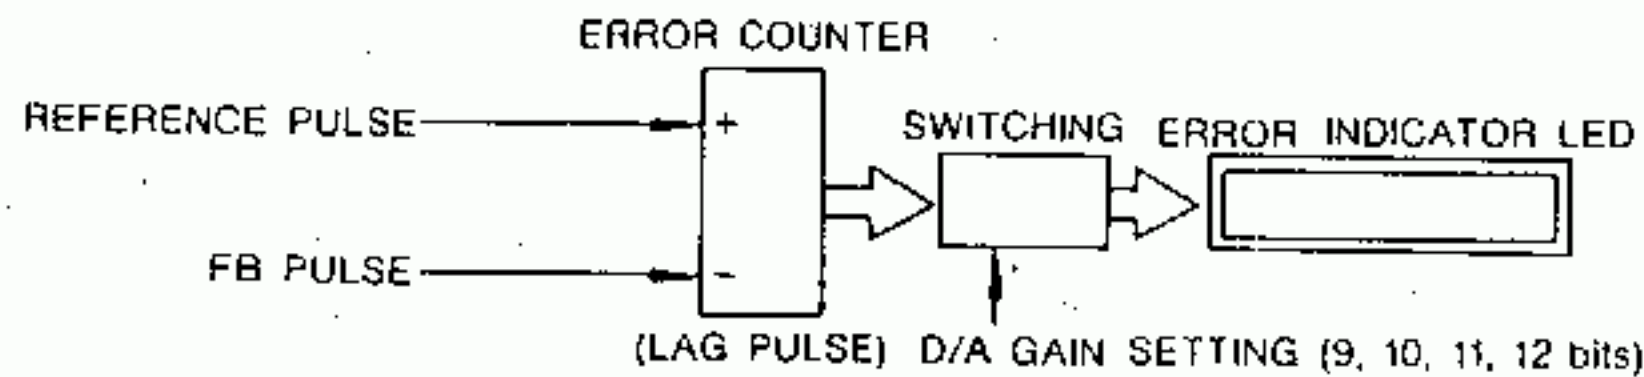 ERROR COUNTER
REFERENCE PULSE
+
SWITCHING
ERROR INDICATOR LED
FB PULSE
-
(LAG PULSE)
D/A GAIN SETTING (9, 10, 11, 12 bits)